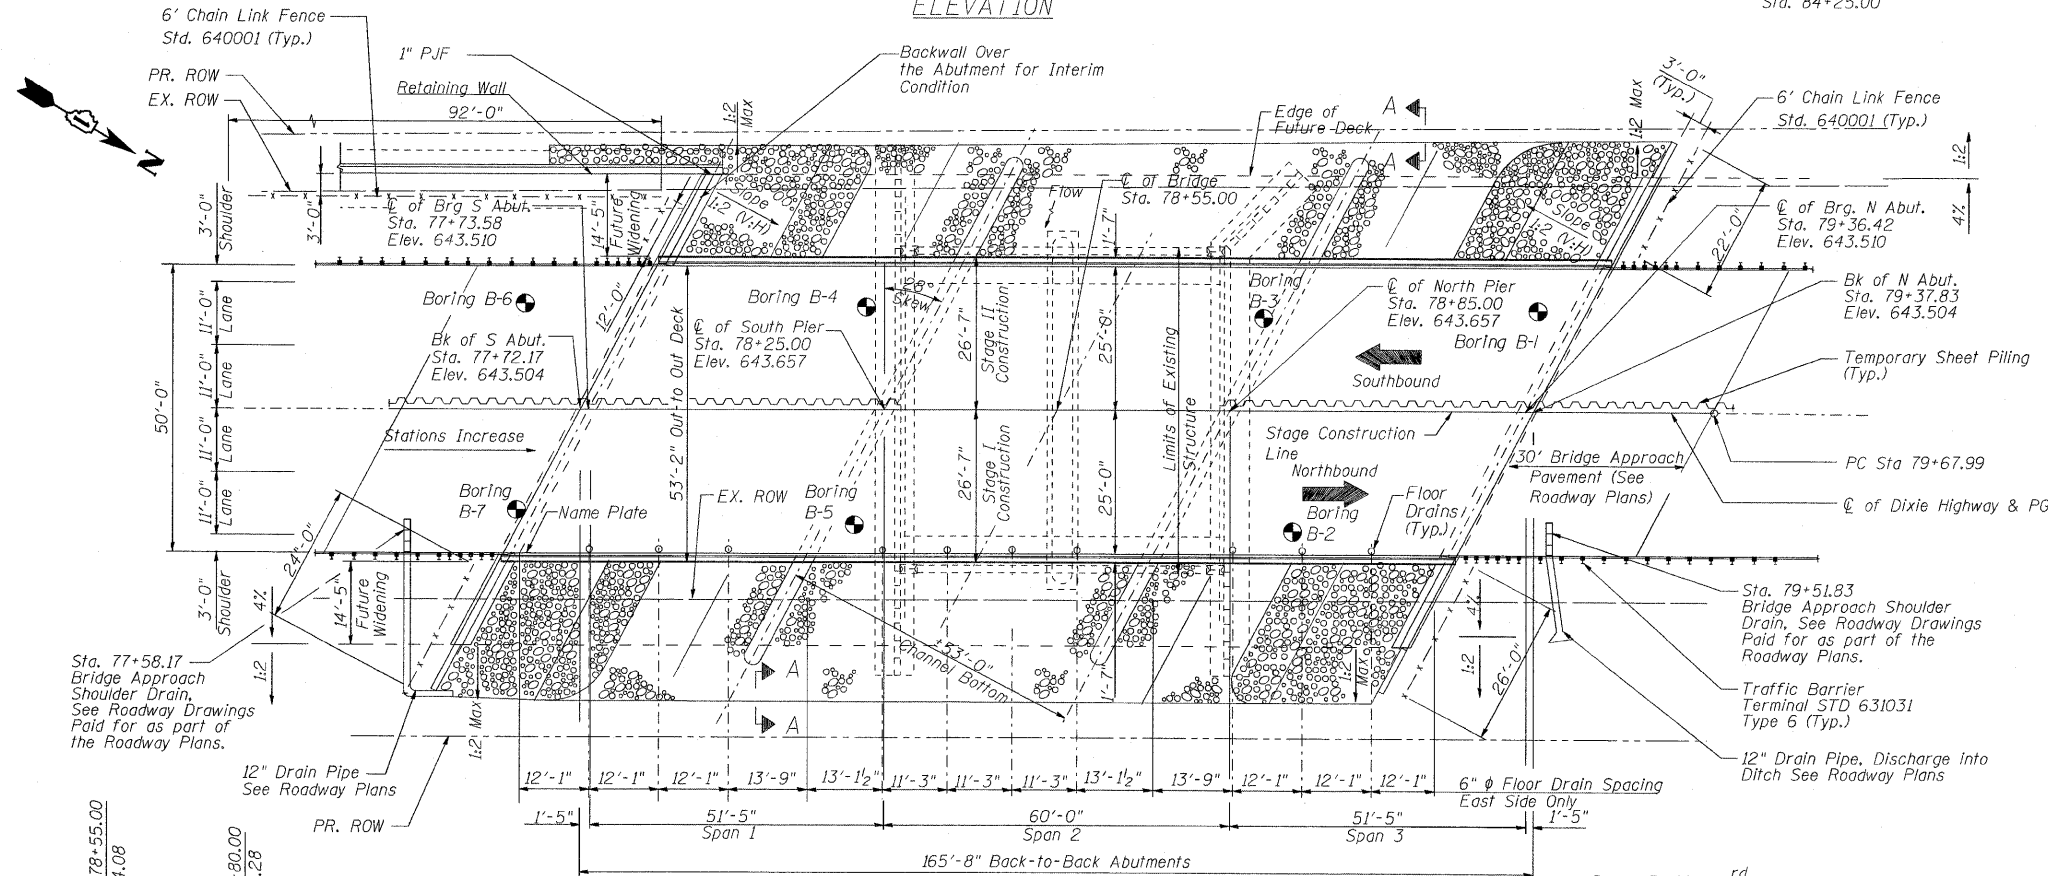 ELEVATION
Sta. 84+25.00
6' Chain Link Fence
Std. 640001 (Typ.)
PR. ROW
EX. ROW
1" PJF
Retaining Wall
92'-0"
1:2
Max
Backwall Over
the Abutment for Interim
Condition
Edge of
Future Deck
A
A
3'-0"
(Typ.)
1:2 Max
6' Chain Link Fence
Std. 640001 (Typ.)
1:2
4%
N
3'-0"
Shoulder
3'-0"
℄ of Brg S Abut.
Sta. 77+73.58
Elev. 643.510
14'-5"
Future
Widening
Slope
1:2 (V:H)
Flow
℄ of Bridge
Sta. 78+55.00
11'-7"
Slope
1:2 (V:H)
22'-0"
℄ of Brg. N Abut.
Sta. 79+36.42
Elev. 643.510
50'-0"
11'-0"
Lane
11'-0"
Lane
11'-0"
Lane
11'-0"
Lane
Boring B-6
12'-0"
Boring B-4
28°
Skew
Boring
B-3
℄ of North Pier
Sta. 78+85.00
Elev. 643.657
Boring B-1
Bk of N Abut.
Sta. 79+37.83
Elev. 643.504
Bk of S Abut.
Sta. 77+72.17
Elev. 643.504
℄ of South Pier
Sta. 78+25.00
Elev. 643.657
53'-2" Out-to Out Deck
26'-7"
Stage II
Construction
25'-0"
Limits of Existing
Structure
Southbound
Temporary Sheet Piling
(Typ.)
Stations Increase
26'-7"
Stage I
Construction
25'-0"
Stage Construction
Line
Northbound
30' Bridge Approach
Pavement (See
Roadway Plans)
PC Sta 79+67.99
℄ of Dixie Highway & PG
Boring
B-7
Name Plate
EX. ROW
Boring
B-5
Boring
B-2
Floor
Drains
(Typ.)
24'-0"
3'-0"
Shoulder
4%
1:2
14'-5"
Future
Widening
±53'-0"
Channel Bottom
A
A
1'-7"
1:2
Max
4%
1:2
26'-0"
Sta. 79+51.83
Bridge Approach Shoulder
Drain, See Roadway Drawings
Paid for as part of the
Roadway Plans.
Sta. 77+58.17
Bridge Approach
Shoulder Drain,
See Roadway Drawings
Paid for as part of
the Roadway Plans.
1:2 Max
Traffic Barrier
Terminal STD 631031
Type 6 (Typ.)
12" Drain Pipe
See Roadway Plans
12" Drain Pipe, Discharge into
Ditch See Roadway Plans
PR. ROW
12'-1" 12'-1" 12'-1" 13'-9" 13'-1½" 11'-3" 11'-3" 11'-3" 13'-1½" 13'-9" 12'-1" 12'-1" 12'-1"
6" ϕ Floor Drain Spacing
East Side Only
1'-5" 51'-5" 60'-0" 51'-5" 1'-5"
Span 1 Span 2 Span 3
165'-8" Back-to-Back Abutments
78+55.00
4.08
80.00
.28
rd